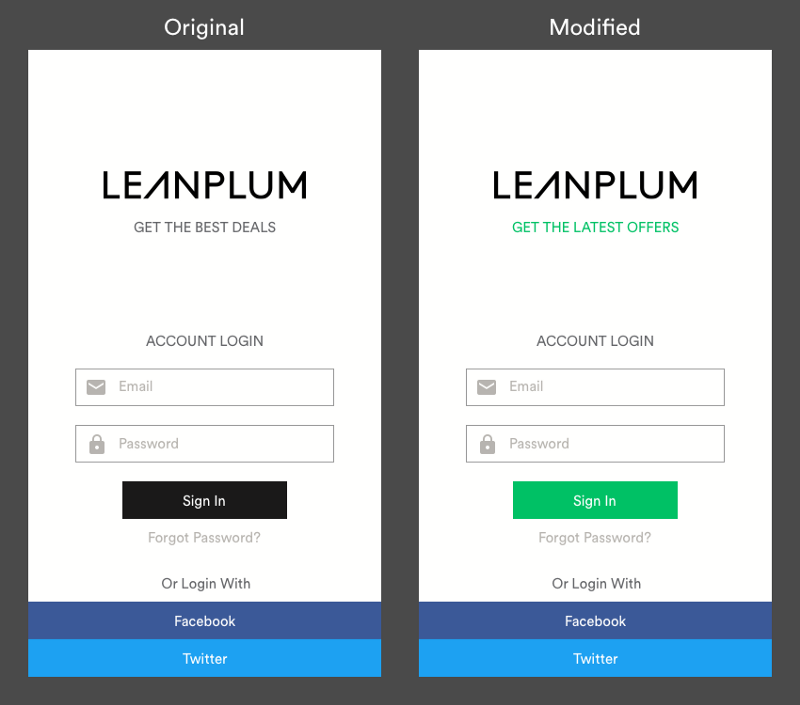 Original
LEANPLUM
GET THE BEST DEALS
ACCOUNT LOGIN
Email
Password
Sign In
Forgot Password?
Or Login With
Facebook
Twitter
Modified
LEANPLUM
GET THE LATEST OFFERS
ACCOUNT LOGIN
Email
Password
Sign In
Forgot Password?
Or Login With
Facebook
Twitter